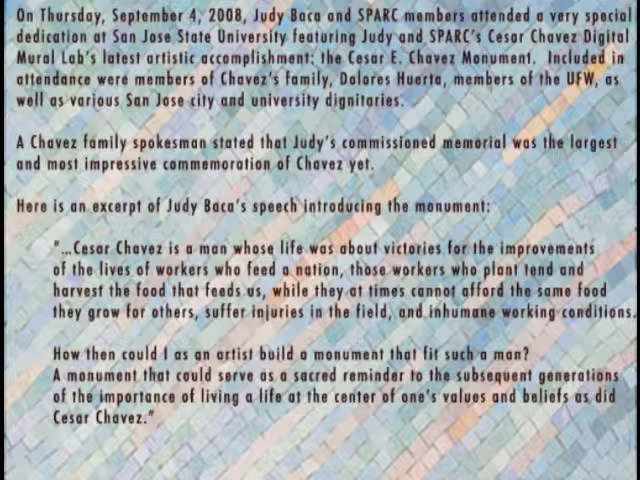 On Thursday, September 4, 2008, Judy Baca and SPARC members attended a very special
dedication at San Jose State University featuring Judy and SPARC's Cesar Chavez Digital
Mural Lab's latest artistic accomplishment: the Cesar E. Chavez Monument. Included in
attendance were members of Chavez's family, Dolores Huerta, members of the UFW, as
well as various San Jose city and university dignitaries.
A Chavez family spokesman stated that Judy's commissioned memorial was the largest
and most impressive commemoration of Chavez yet.
Here is an excerpt of Judy Baca's speech introducing the monument:
"...Cesar Chavez is a man whose life was about victories for the improvements
of the lives of workers who feed a nation, those workers who plant tend and
harvest the food that feeds us, while they at times cannot afford the same food
they grow for others, suffer injuries in the field, and inhumane working conditions.
How then could I as an artist build a monument that fit such a man?
A monument that could serve as a sacred reminder to the subsequent generations
of the importance of living a life at the center of one's values and beliefs as did
Cesar Chavez."